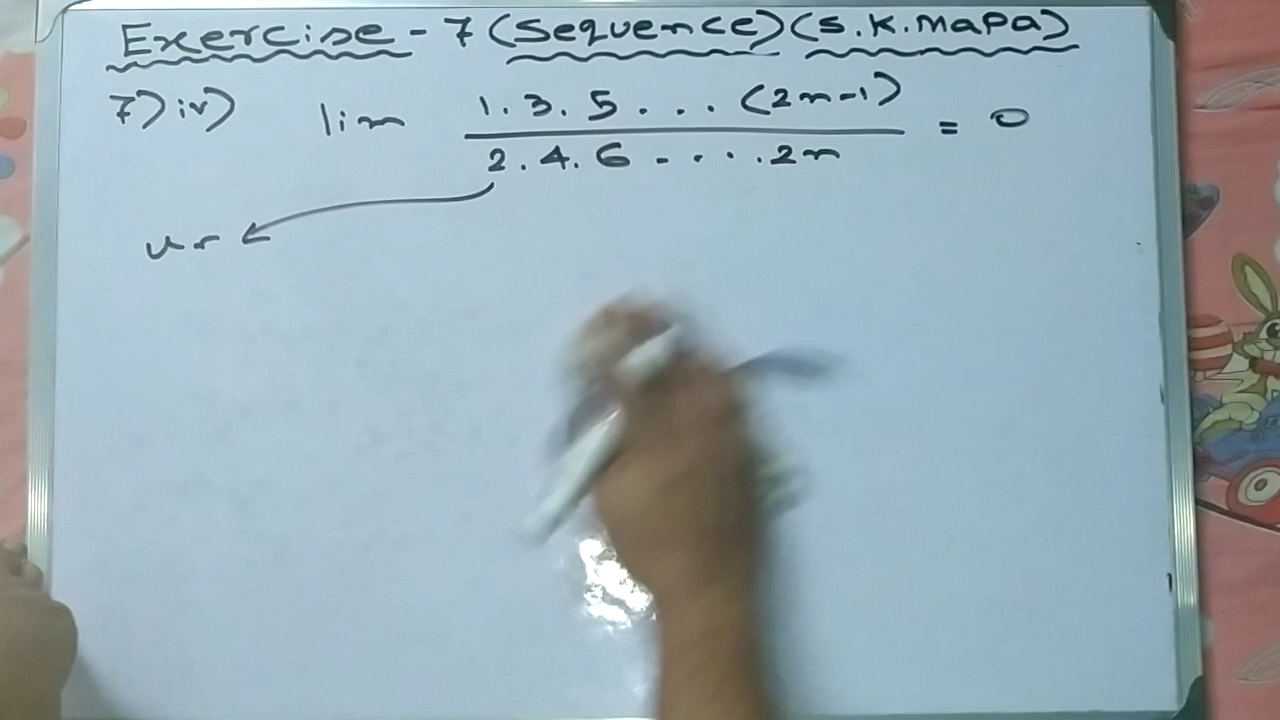 Exercise - 7 (Sequence) (S.K.Mapa)
7) iv) lim 1.3.5...(2n-1) / 2.4.6....2n = 0
un